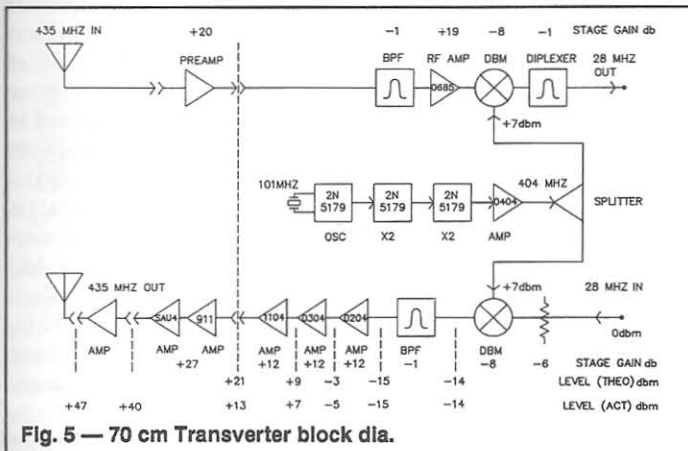 435 MHZ IN +20 -1 +19 -8 -1 STAGE GAIN db
PREAMP BPF RF AMP DBM DIPLEXER 28 MHZ
OUT
0685
+7dbm
101MHZ 2N 2N 2N 404 MHZ
5179 5179 5179 0404 SPLITTER
OSC X2 X2 AMP
435 MHZ OUT +7dbm 28 MHZ IN
SAU4 911 1104 0304 0204
0dbm
AMP AMP AMP AMP AMP AMP BPF DBM
+27 +12 +12 +12 -1 -8 -6 STAGE GAIN db
+21 +9 -3 -15 -14 LEVEL (THEO) dbm
+47 +40 +13 +7 -5 -15 -14 LEVEL (ACT) dbm
Fig. 5 — 70 cm Transverter block dia.